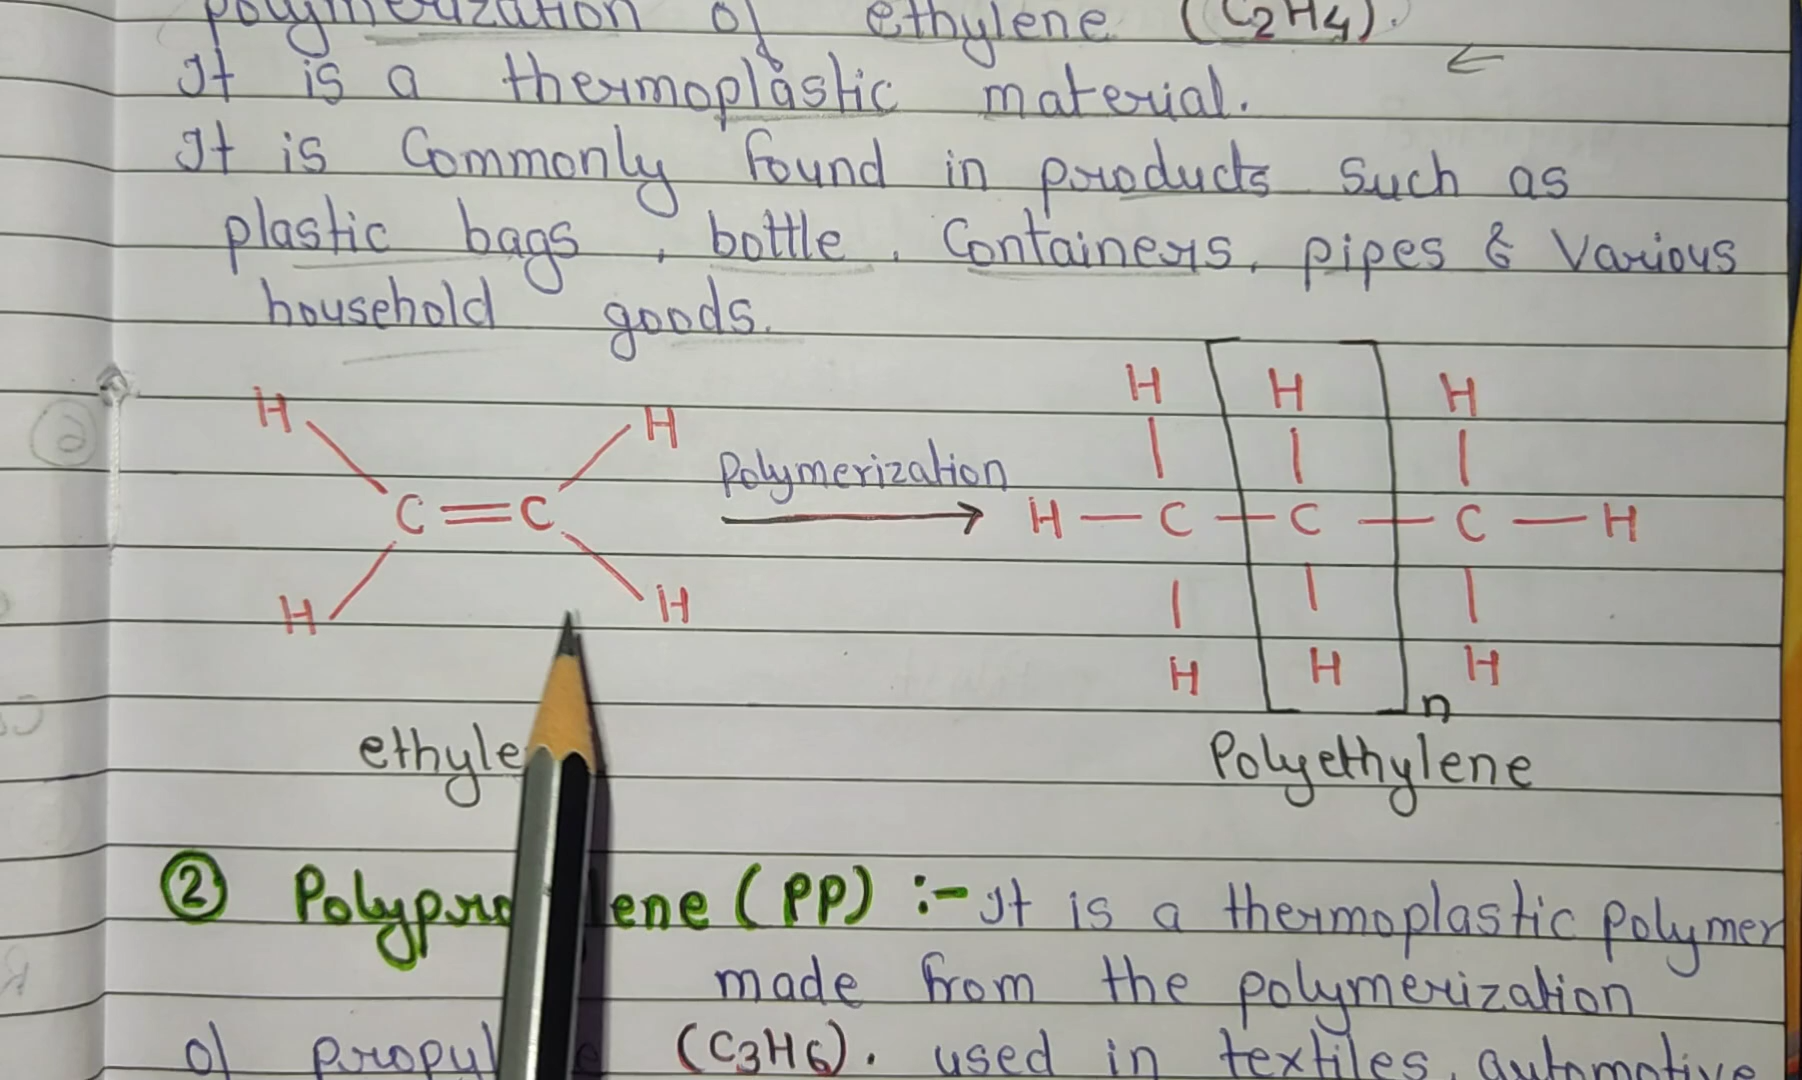 polymerization of ethylene (C2H4).
It is a thermoplastic material.
It is Commonly found in products such as
plastic bags, bottle, Containers, pipes & Various
household goods.
H H H H H
Polymerization
C=C H-C-C-C-H
H H H H H
n
Polyethylene
② ene (PP) :- It is a thermoplastic polymer
made from the polymerization
of (C3H6). used in textiles, automotive